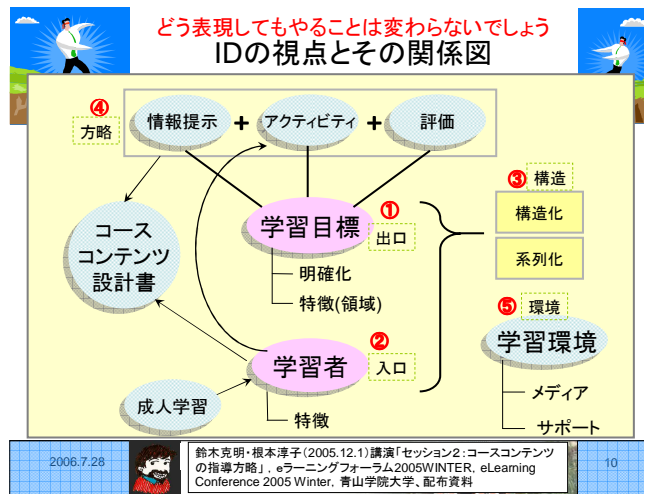 どう表現してもやることは変わらないでしょう
IDの視点とその関係図
④
方略
情報提示 + アクティビティ + 評価
コース
コンテンツ
設計書
学習目標
①
出口
明確化
特徴(領域)
③ 構造
構造化
系列化
⑤ 環境
学習環境
メディア
サポート
②
学習者
入口
特徴
成人学習
2006.7.28
鈴木克明・根本淳子(2005.12.1)講演「セッション2:コースコンテンツ
の指導方略」, eラーニングフォーラム2005WINTER, eLearning
Conference 2005 Winter, 青山学院大学、配布資料
10